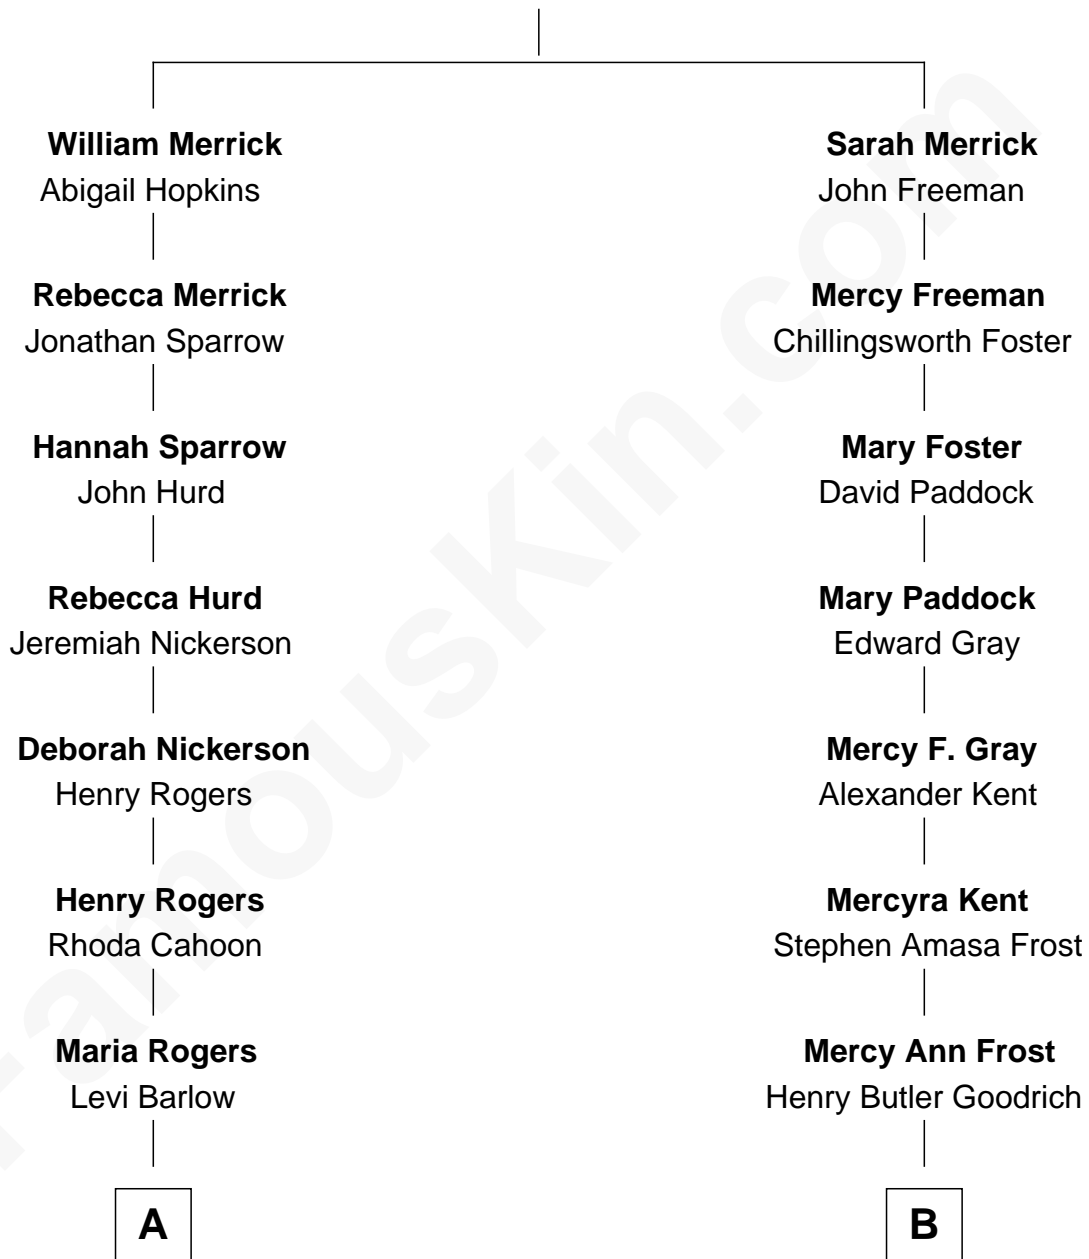 William Merrick
Abigail Hopkins
Rebecca Merrick
Jonathan Sparrow
Hannah Sparrow
John Hurd
Rebecca Hurd
Jeremiah Nickerson
Deborah Nickerson
Henry Rogers
Henry Rogers
Rhoda Cahoon
Maria Rogers
Levi Barlow
A
Sarah Merrick
John Freeman
Mercy Freeman
Chillingsworth Foster
Mary Foster
David Paddock
Mary Paddock
Edward Gray
Mercy F. Gray
Alexander Kent
Mercyra Kent
Stephen Amasa Frost
Mercy Ann Frost
Henry Butler Goodrich
B
FamousKin.com